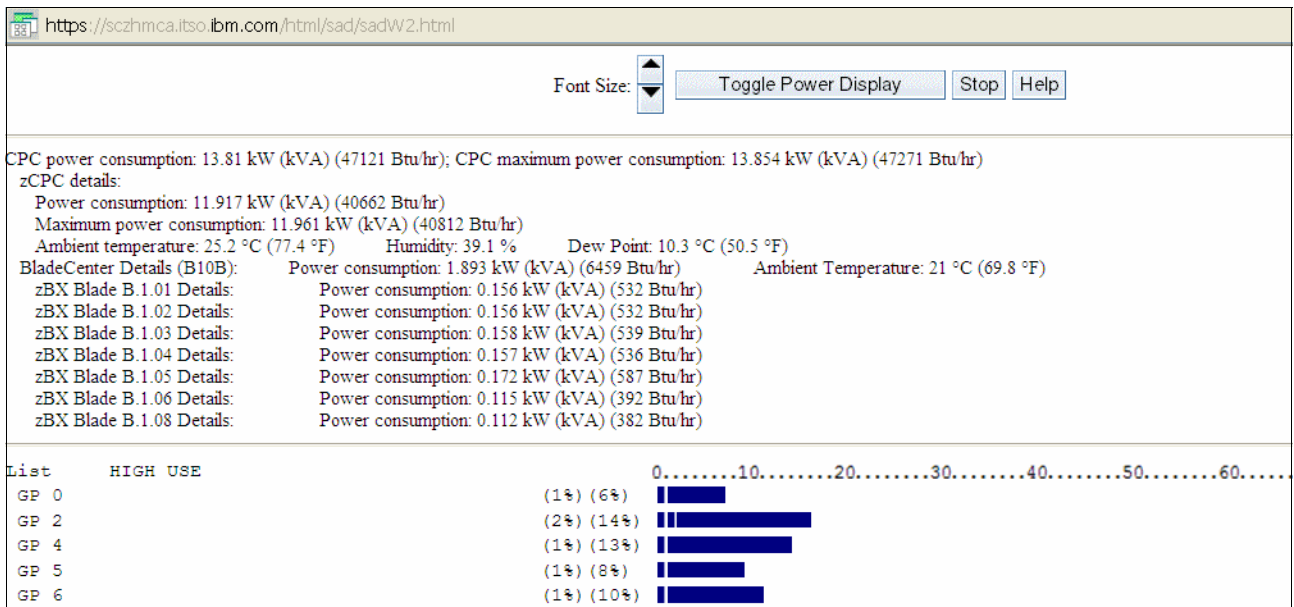 https://sczhmca.itso.ibm.com/html/sad/sadW2.html
Font Size: Toggle Power Display Stop Help
CPC power consumption: 13.81 kW (kVA) (47121 Btu/hr); CPC maximum power consumption: 13.854 kW (kVA) (47271 Btu/hr)
zCPC details:
Power consumption: 11.917 kW (kVA) (40662 Btu/hr)
Maximum power consumption: 11.961 kW (kVA) (40812 Btu/hr)
Ambient temperature: 25.2 °C (77.4 °F) Humidity: 39.1 % Dew Point: 10.3 °C (50.5 °F)
BladeCenter Details (B10B): Power consumption: 1.893 kW (kVA) (6459 Btu/hr) Ambient Temperature: 21 °C (69.8 °F)
zBX Blade B.1.01 Details: Power consumption: 0.156 kW (kVA) (532 Btu/hr)
zBX Blade B.1.02 Details: Power consumption: 0.156 kW (kVA) (532 Btu/hr)
zBX Blade B.1.03 Details: Power consumption: 0.158 kW (kVA) (539 Btu/hr)
zBX Blade B.1.04 Details: Power consumption: 0.157 kW (kVA) (536 Btu/hr)
zBX Blade B.1.05 Details: Power consumption: 0.172 kW (kVA) (587 Btu/hr)
zBX Blade B.1.06 Details: Power consumption: 0.115 kW (kVA) (392 Btu/hr)
zBX Blade B.1.08 Details: Power consumption: 0.112 kW (kVA) (382 Btu/hr)
List HIGH USE 0........10........20........30........40........50........60......
GP 0 (1%) (6%)
GP 2 (2%) (14%)
GP 4 (1%) (13%)
GP 5 (1%) (8%)
GP 6 (1%) (10%)